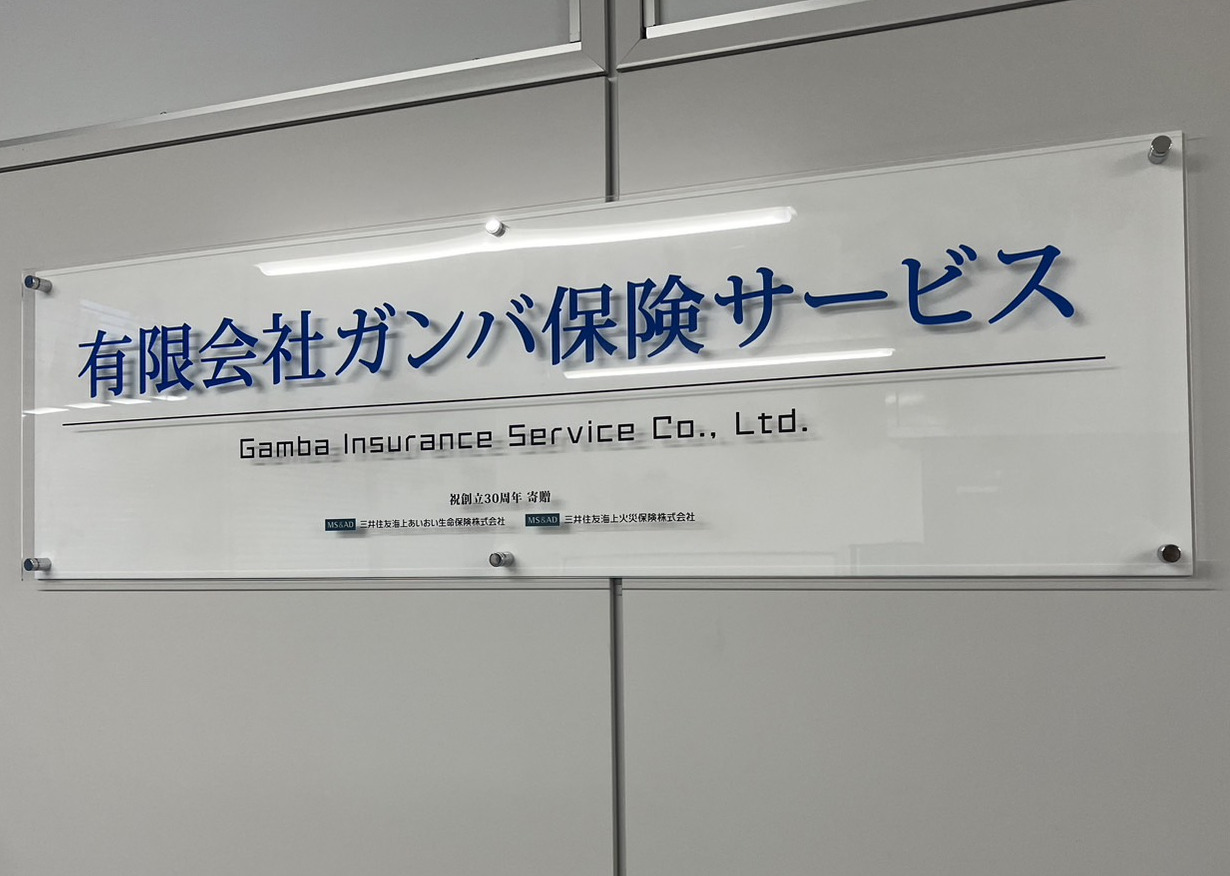 有限会社ガンバ保険サービス
Gamba Insurance Service Co., Ltd.
祝創立30周年 寄贈
MS&AD 三井住友海上あいおい生命保険株式会社 MS&AD 三井住友海上火災保険株式会社